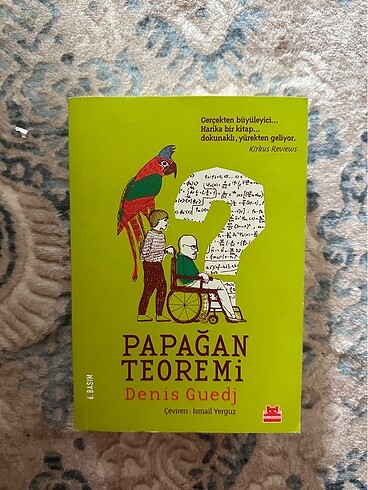 Gerçekten büyüleyici...
Harika bir kitap...
dokunaklı, yürekten geliyor.
Kirkus Reviews
PAPAĞAN
TEOREMİ
Denis Guedj
Çeviren: İsmail Yerguz
6. BASIM